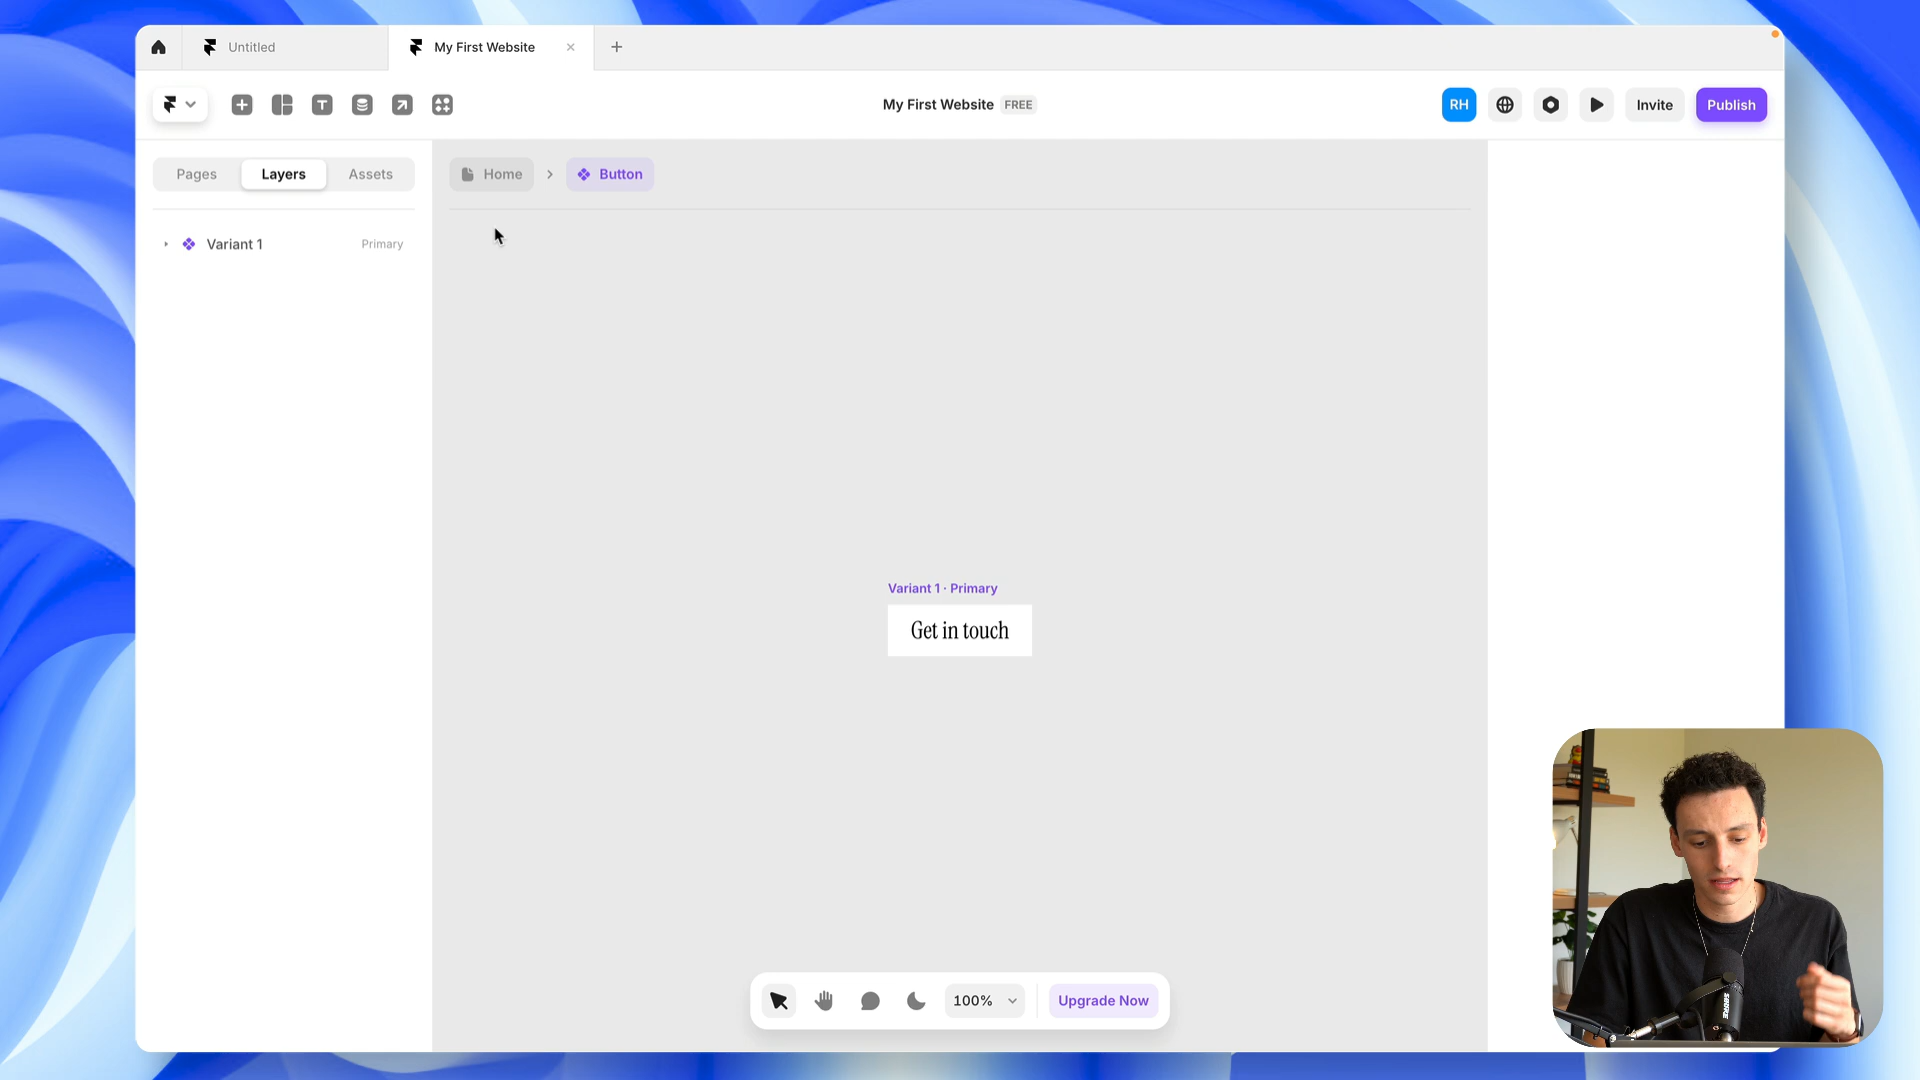 Untitled
My First Website
My First Website FREE
RH
Invite
Publish
Pages
Layers
Assets
Home
Button
Variant 1
Primary
Variant 1 · Primary
Get in touch
100%
Upgrade Now
SHURE